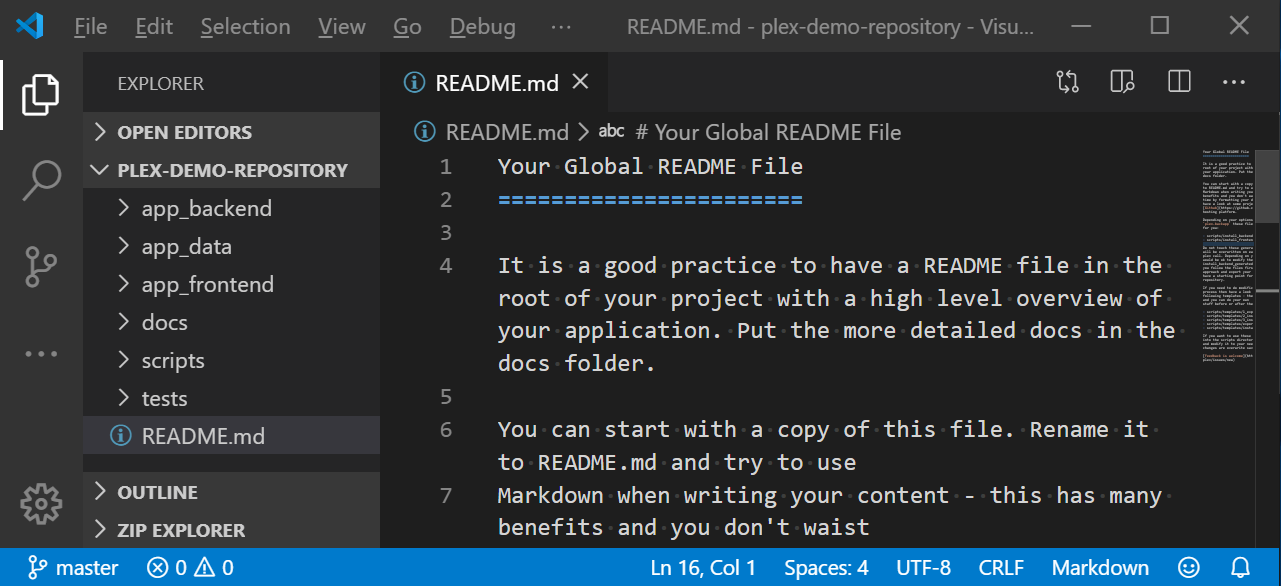 File Edit Selection View Go Debug ··· README.md - plex-demo-repository - Visu...
EXPLORER
OPEN EDITORS
PLEX-DEMO-REPOSITORY
app_backend
app_data
app_frontend
docs
scripts
tests
README.md
OUTLINE
ZIP EXPLORER
README.md
README.md > abc # Your Global README File
1 Your Global README File
2 =======================
3
4 It is a good practice to have a README file in the
root of your project with a high level overview of
your application. Put the more detailed docs in the
docs folder.
5
6 You can start with a copy of this file. Rename it
to README.md and try to use
7 Markdown when writing your content - this has many
benefits and you don't waist
master 0 0 Ln 16, Col 1 Spaces: 4 UTF-8 CRLF Markdown